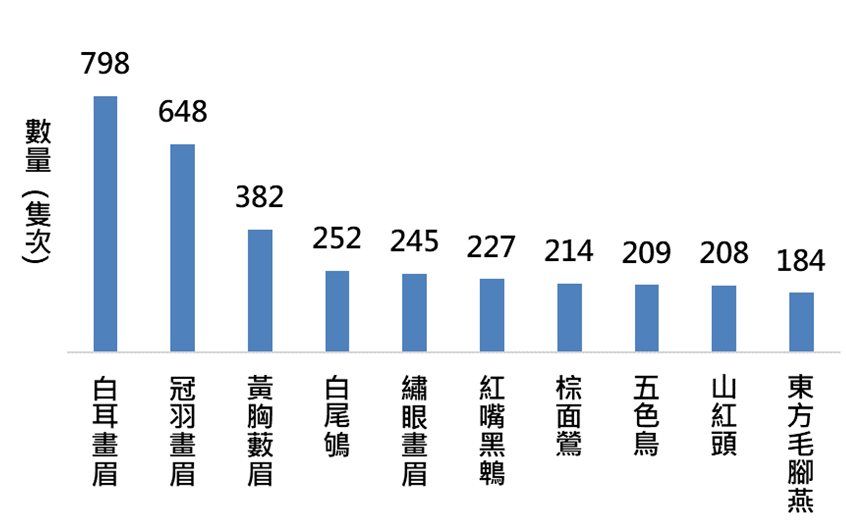 798
648
382
252
245
227
214
209
208
184
數量（隻次）
白耳畫眉
冠羽畫眉
黃胸藪眉
白尾鴝
繡眼畫眉
紅嘴黑鵯
棕面鶯
五色鳥
山紅頭
東方毛腳燕